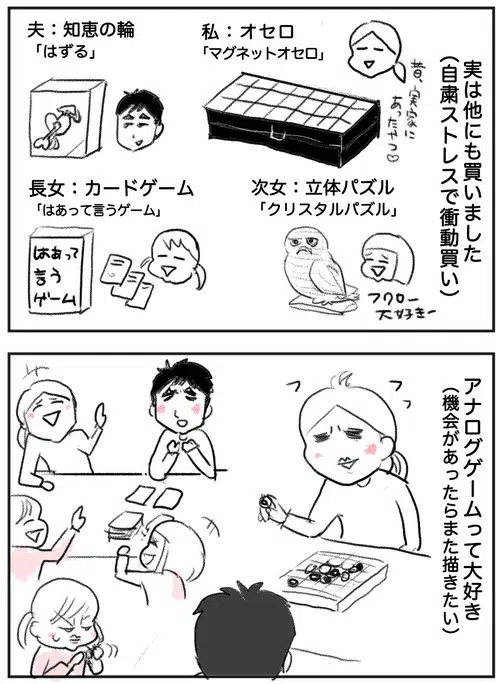 実は他にも買いました
(自粛ストレスで衝動買い)
私：オセロ
「マグネットオセロ」
昔、実家に
あったやつ♡
夫：知恵の輪
「はずる」
次女：立体パズル
「クリスタルパズル」
フクロー
大好きー
長女：カードゲーム
「はあって言うゲーム」
はあって
言う
ゲーム
アナログゲームって大好き
(機会があったらまた描きたい)